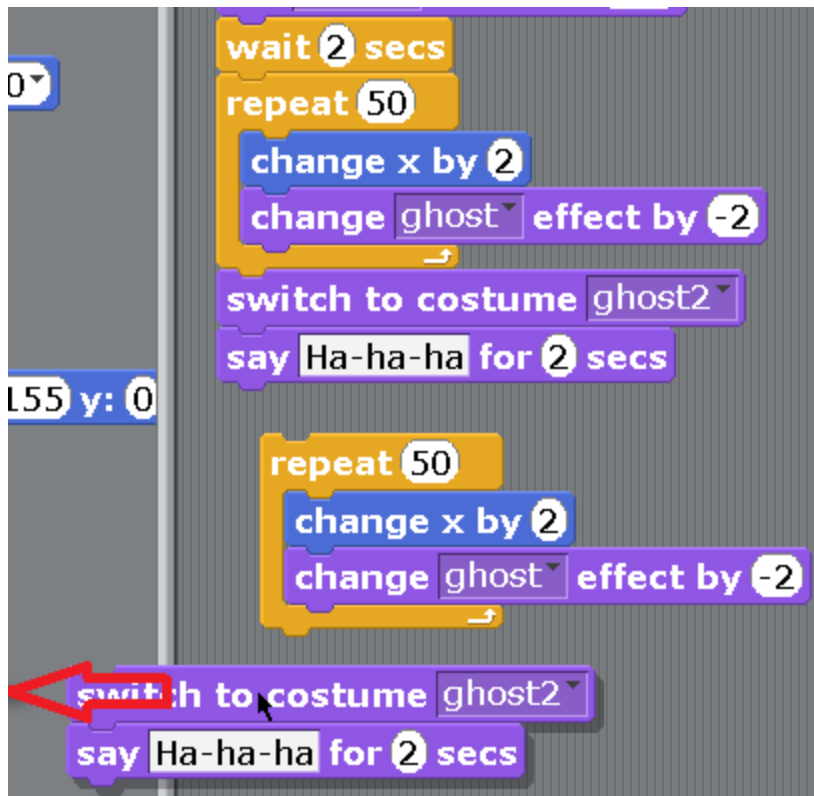 wait 2 secs
0
repeat 50
change x by 2
change ghost effect by -2
switch to costume ghost2
say Ha-ha-ha for 2 secs
155 y: 0
repeat 50
change x by 2
change ghost effect by -2
switch to costume ghost2
say Ha-ha-ha for 2 secs